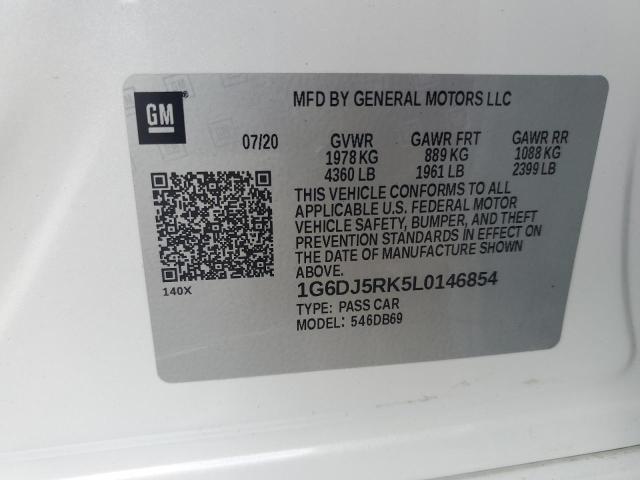 GM
MFD BY GENERAL MOTORS LLC
07/20 GVWR GAWR FRT GAWR RR
1978 KG 889 KG 1088 KG
4360 LB 1961 LB 2399 LB
THIS VEHICLE CONFORMS TO ALL
APPLICABLE U.S. FEDERAL MOTOR
VEHICLE SAFETY, BUMPER, AND THEFT
PREVENTION STANDARDS IN EFFECT ON
THE DATE OF MANUFACTURE SHOWN
ABOVE.
140X
1G6DJ5RK5L0146854
TYPE: PASS CAR
MODEL: 546DB69